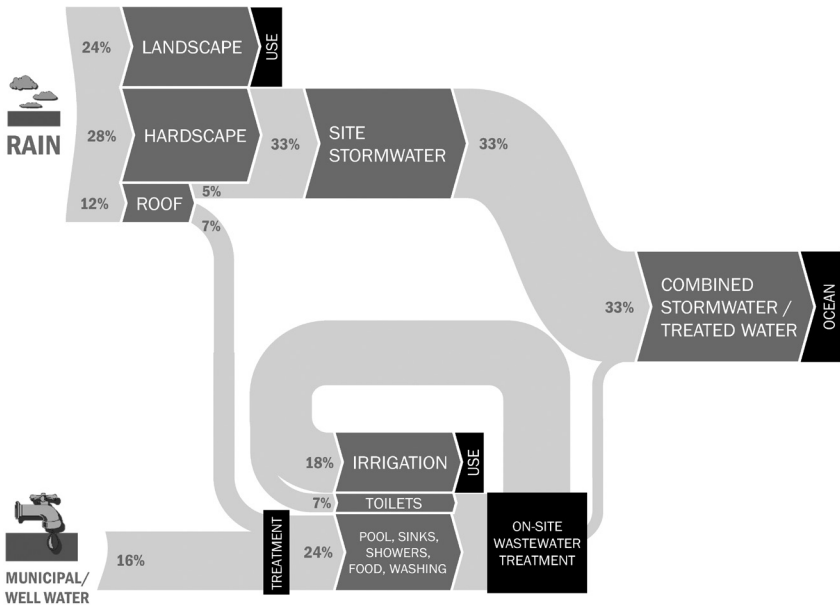 24%
LANDSCAPE
USE
RAIN
28%
HARDSCAPE
33%
SITE
STORMWATER
33%
12%
ROOF
5%
7%
33%
COMBINED
STORMWATER /
TREATED WATER
OCEAN
18%
IRRIGATION
USE
7%
TOILETS
MUNICIPAL/
WELL WATER
16%
TREATMENT
24%
POOL, SINKS,
SHOWERS,
FOOD, WASHING
ON-SITE
WASTEWATER
TREATMENT